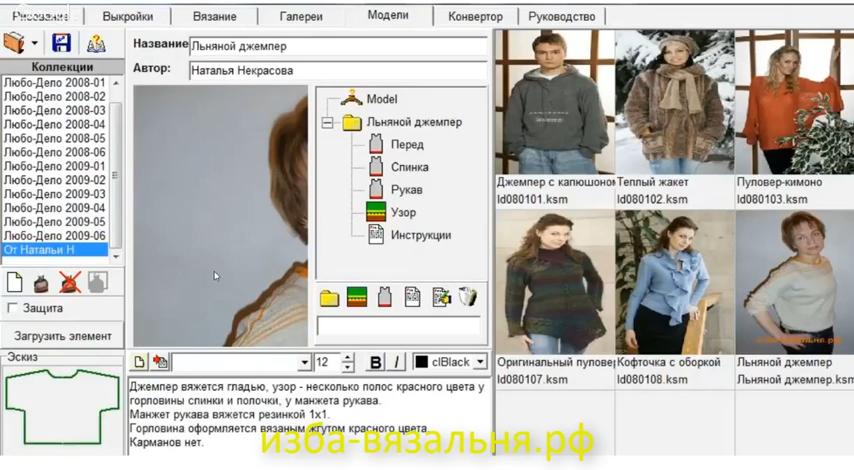 Рисование
Выкройки
Вязание
Галереи
Модели
Конвертор
Руководство
Название
Льняной джемпер
Автор:
Наталья Некрасова
Коллекции
Любо-Дело 2008-01
Любо-Дело 2008-02
Любо-Дело 2008-03
Любо-Дело 2008-04
Любо-Дело 2008-05
Любо-Дело 2008-06
Любо-Дело 2009-01
Любо-Дело 2009-02
Любо-Дело 2009-03
Любо-Дело 2009-04
Любо-Дело 2009-05
Любо-Дело 2009-06
От Натальи Н
Защита
Загрузить элемент
Эскиз
Model
Льняной джемпер
Перед
Спинка
Рукав
Узор
Инструкции
12
B I
clBlack
Джемпер вяжется гладью, узор - несколько полос красного цвета у
горловины спинки и полочки, у манжета рукава.
Манжет рукава вяжется резинкой 1x1.
Горловина оформляется вязаным жгутом красного цвета.
Карманов нет.
Джемпер с капюшоном
ld080101.ksm
Теплый жакет
ld080102.ksm
Пуловер-кимоно
ld080103.ksm
Оригинальный пуловер
ld080107.ksm
Кофточка с оборкой
ld080108.ksm
Льняной джемпер
Льняной джемпер.ksm
изба-вязальня.рф